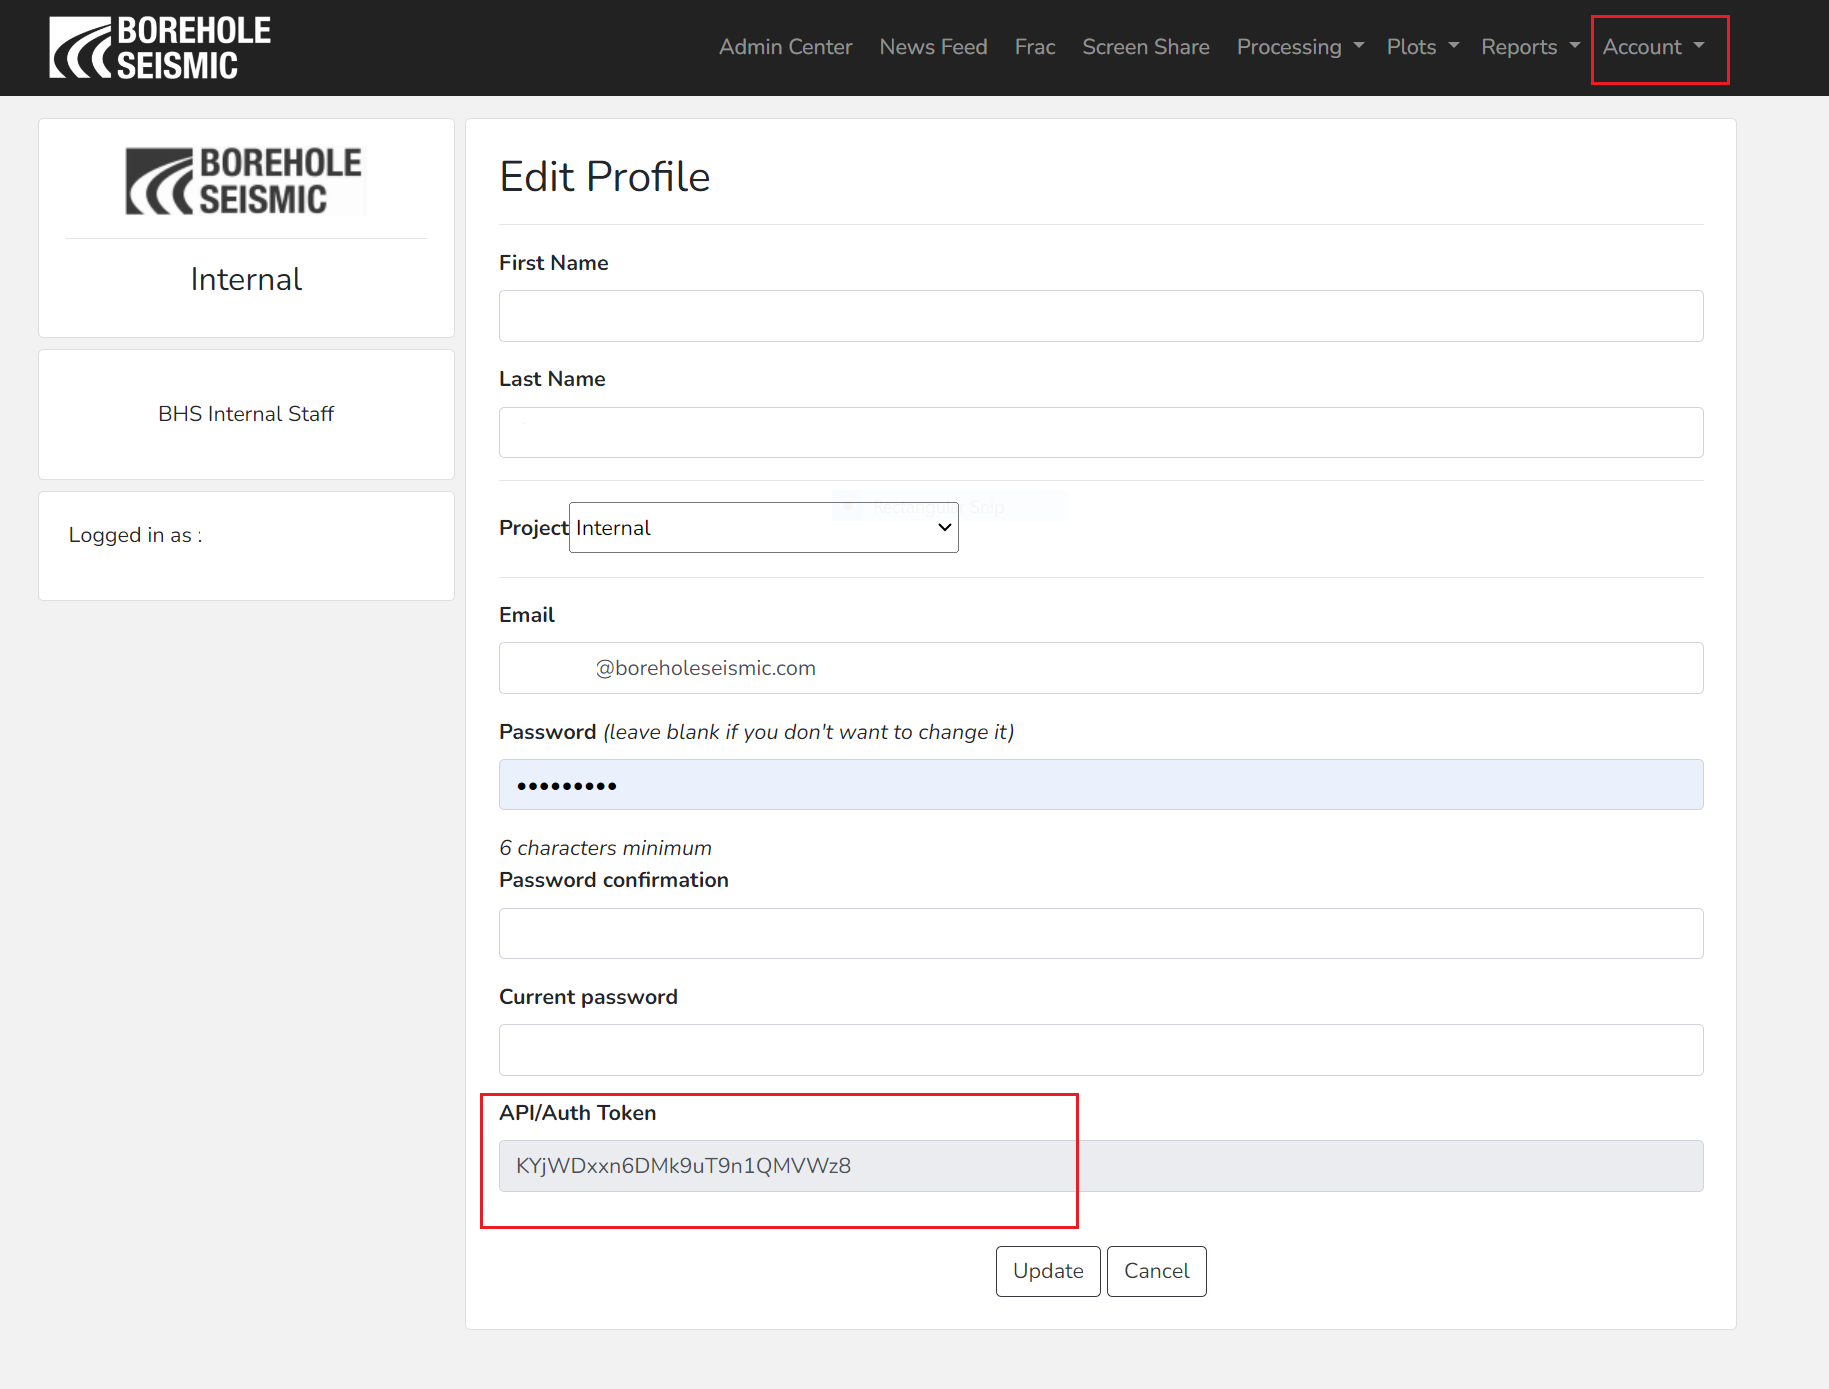 BOREHOLE
SEISMIC
Admin Center News Feed Frac Screen Share Processing Plots Reports Account
BOREHOLE
SEISMIC
Internal
BHS Internal Staff
Logged in as :
Edit Profile
First Name
Last Name
Rectangular Snip
Project Internal
Email
@boreholeseismic.com
Password (leave blank if you don't want to change it)
•••••••••
6 characters minimum
Password confirmation
Current password
API/Auth Token
KYjWDxxn6DMk9uT9n1QMVWz8
Update Cancel